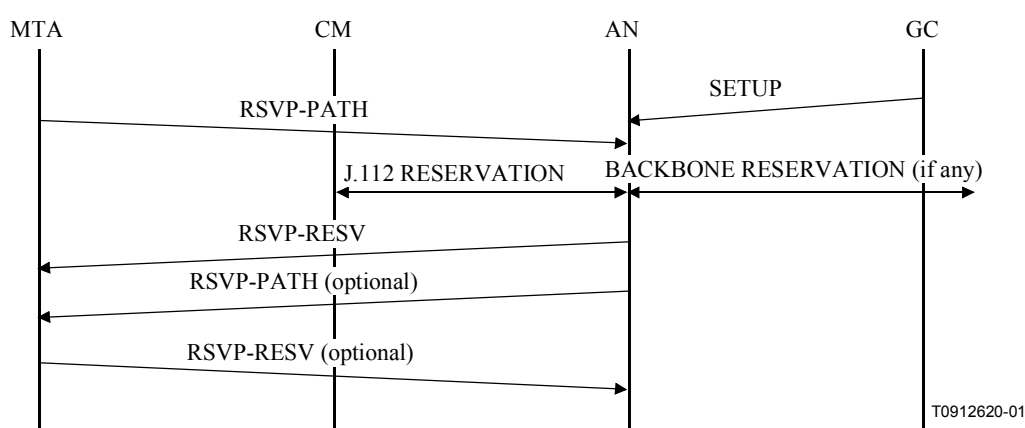 MTA
CM
AN
GC
SETUP
RSVP-PATH
J.112 RESERVATION
BACKBONE RESERVATION (if any)
RSVP-RESV
RSVP-PATH (optional)
RSVP-RESV (optional)
T0912620-01